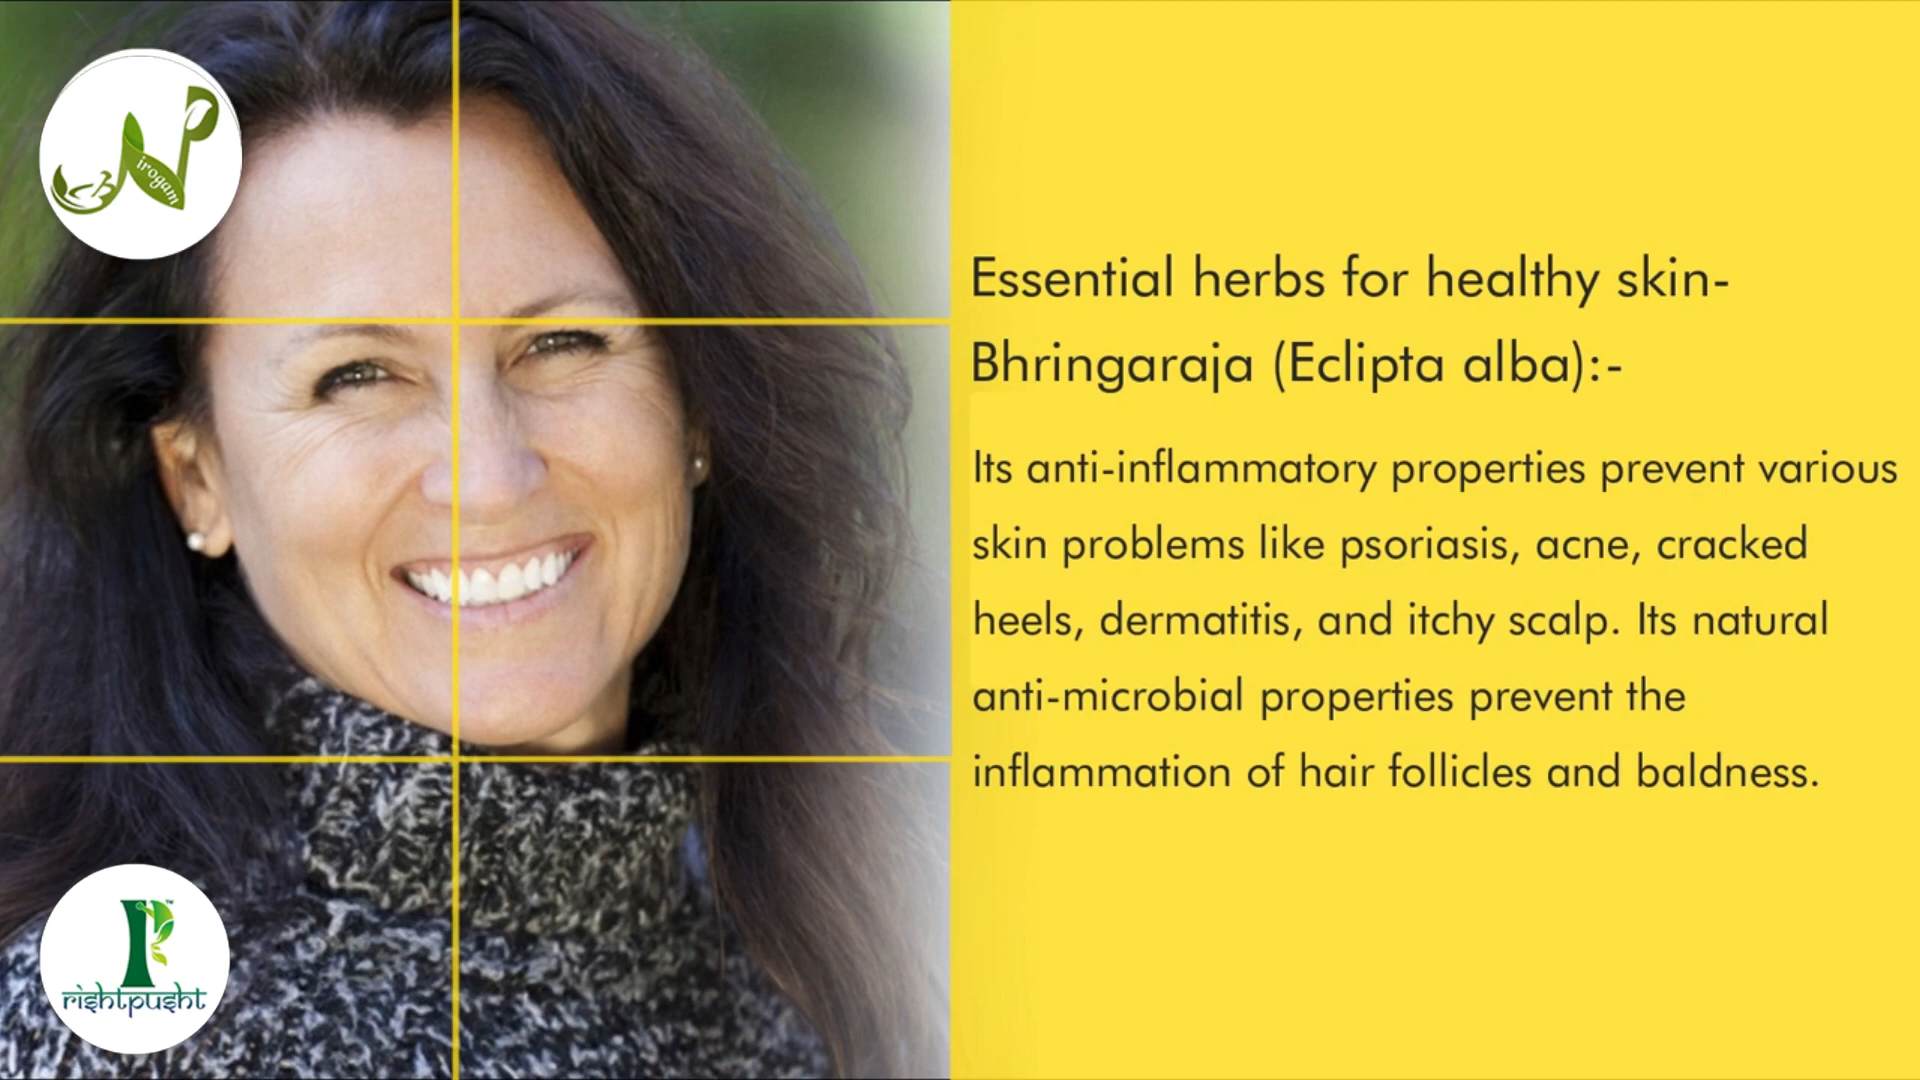 irogam
Essential herbs for healthy skin-
Bhringaraja (Eclipta alba):-
Its anti-inflammatory properties prevent various
skin problems like psoriasis, acne, cracked
heels, dermatitis, and itchy scalp. Its natural
anti-microbial properties prevent the
inflammation of hair follicles and baldness.
TM
rishtpusht